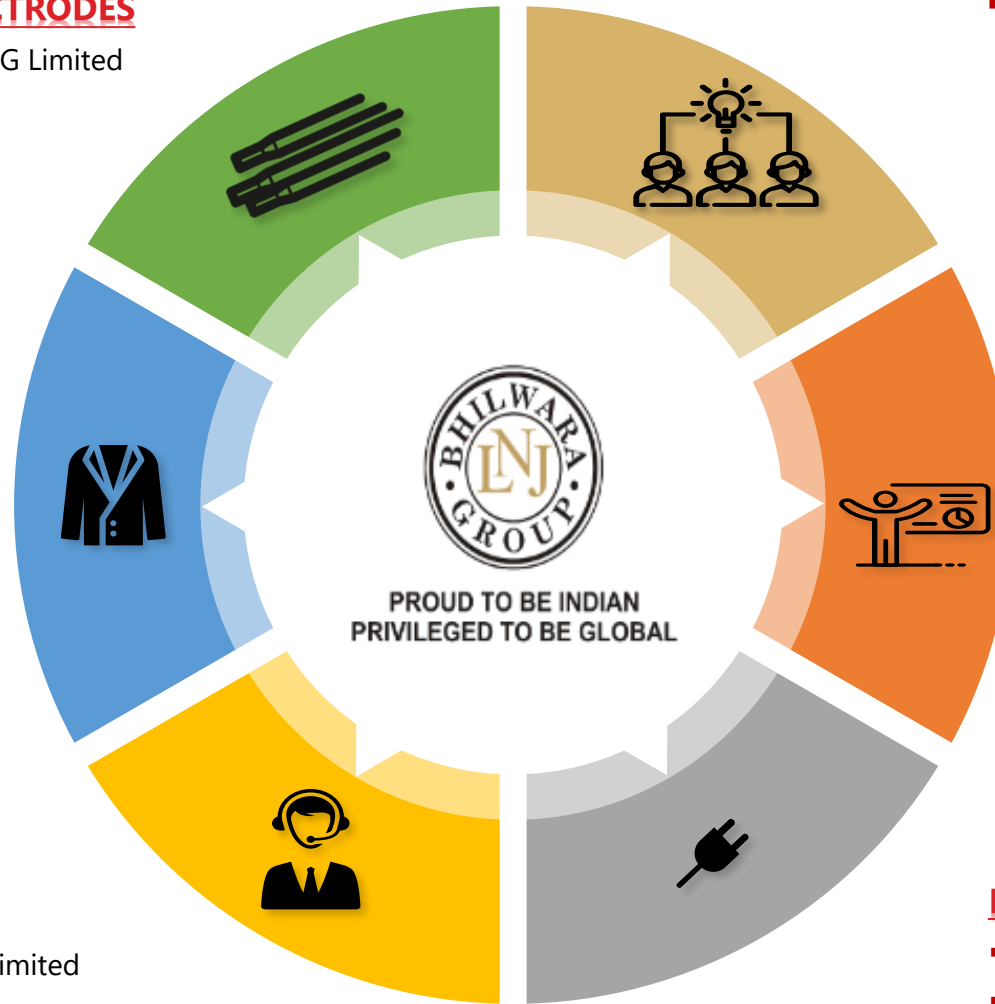 CTRODES
G Limited
BHILWARA
LNJ
GROUP
PROUD TO BE INDIAN
PRIVILEGED TO BE GLOBAL
imited